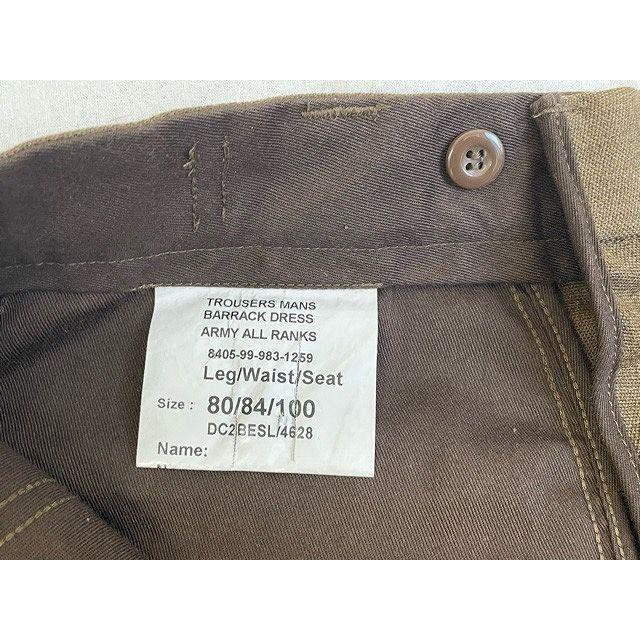 TROUSERS MANS
BARRACK DRESS
ARMY ALL RANKS
8405-99-983-1259
Leg/Waist/Seat
Size : 80/84/100
DC2BESL/4628
Name: